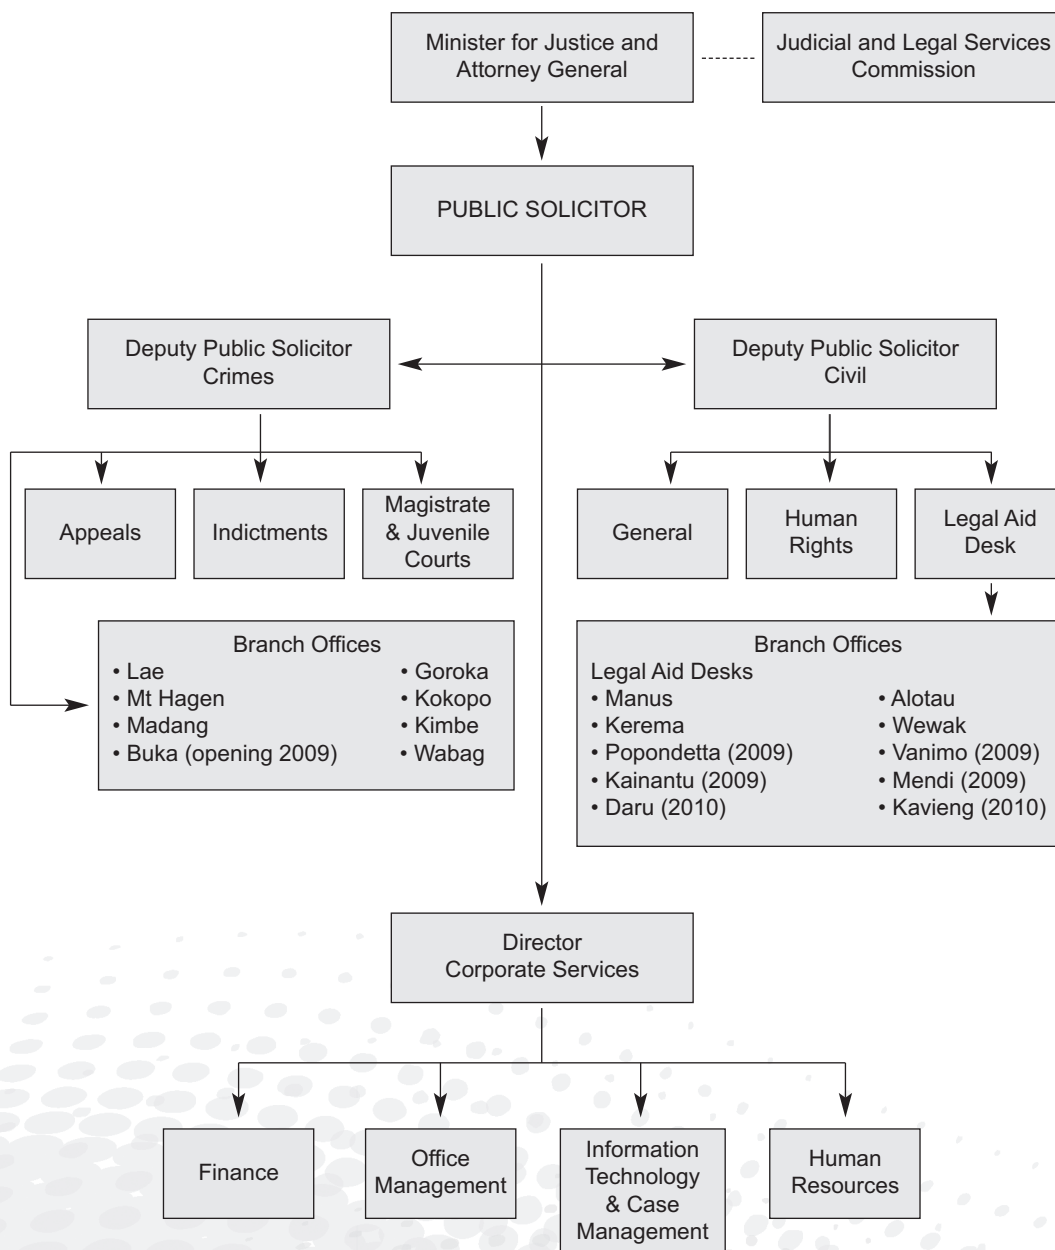 Minister for Justice and
Attorney General
Judicial and Legal Services
Commission
PUBLIC SOLICITOR
Deputy Public Solicitor
Crimes
Deputy Public Solicitor
Civil
Appeals
Indictments
Magistrate
& Juvenile
Courts
General
Human
Rights
Legal Aid
Desk
Branch Offices
• Lae
• Mt Hagen
• Madang
• Buka (opening 2009)
• Goroka
• Kokopo
• Kimbe
• Wabag
Branch Offices
Legal Aid Desks
• Manus
• Kerema
• Popondetta (2009)
• Kainantu (2009)
• Daru (2010)
• Alotau
• Wewak
• Vanimo (2009)
• Mendi (2009)
• Kavieng (2010)
Director
Corporate Services
Finance
Office
Management
Information
Technology
& Case
Management
Human
Resources